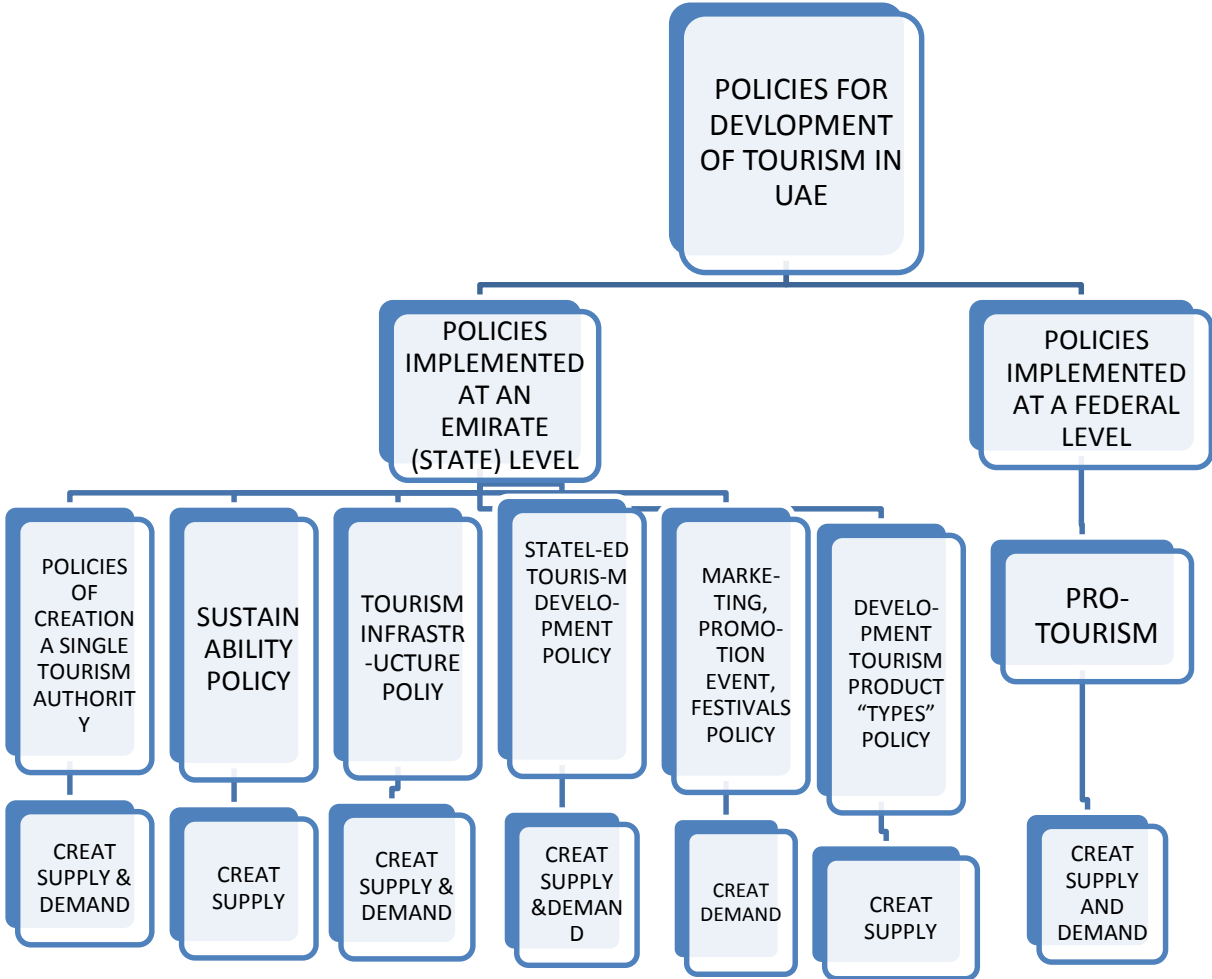 POLICIES FOR
DEVLOPMENT
OF TOURISM IN
UAE
POLICIES
IMPLEMENTED
AT AN
EMIRATE
(STATE) LEVEL
POLICIES
IMPLEMENTED
AT A FEDERAL
LEVEL
POLICIES
OF
CREATION
A SINGLE
TOURISM
AUTHORIT
Y
SUSTAIN
ABILITY
POLICY
TOURISM
INFRASTR
-UCTURE
POLIY
STATEL-ED
TOURIS-M
DEVELO-
PMENT
POLICY
MARKE-
TING,
PROMO-
TION
EVENT,
FESTIVALS
POLICY
DEVELO-
PMENT
TOURISM
PRODUCT
“TYPES”
POLICY
PRO-
TOURISM
CREAT
SUPPLY &
DEMAND
CREAT
SUPPLY
CREAT
SUPPLY &
DEMAND
CREAT
SUPPLY
&DEMAN
D
CREAT
DEMAND
CREAT
SUPPLY
CREAT
SUPPLY
AND
DEMAND